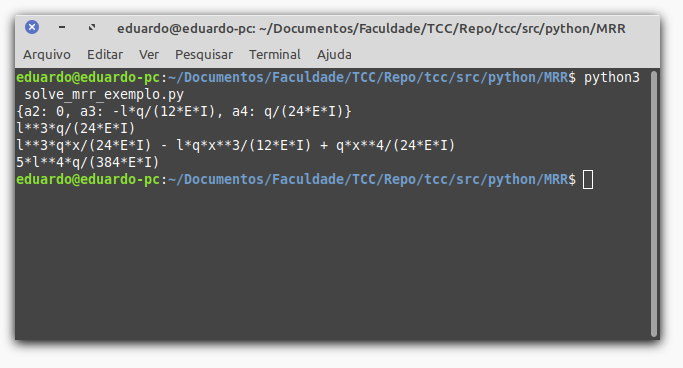 eduardo@eduardo-pc: ~/Documentos/Faculdade/TCC/Repo/tcc/src/python/MRR
Arquivo Editar Ver Pesquisar Terminal Ajuda
eduardo@eduardo-pc:~/Documentos/Faculdade/TCC/Repo/tcc/src/python/MRR$ python3
solve_mrr_exemplo.py
{a2: 0, a3: -l*q/(12*E*I), a4: q/(24*E*I)}
l**3*q/(24*E*I)
l**3*q*x/(24*E*I) - l*q*x**3/(12*E*I) + q*x**4/(24*E*I)
5*l**4*q/(384*E*I)
eduardo@eduardo-pc:~/Documentos/Faculdade/TCC/Repo/tcc/src/python/MRR$